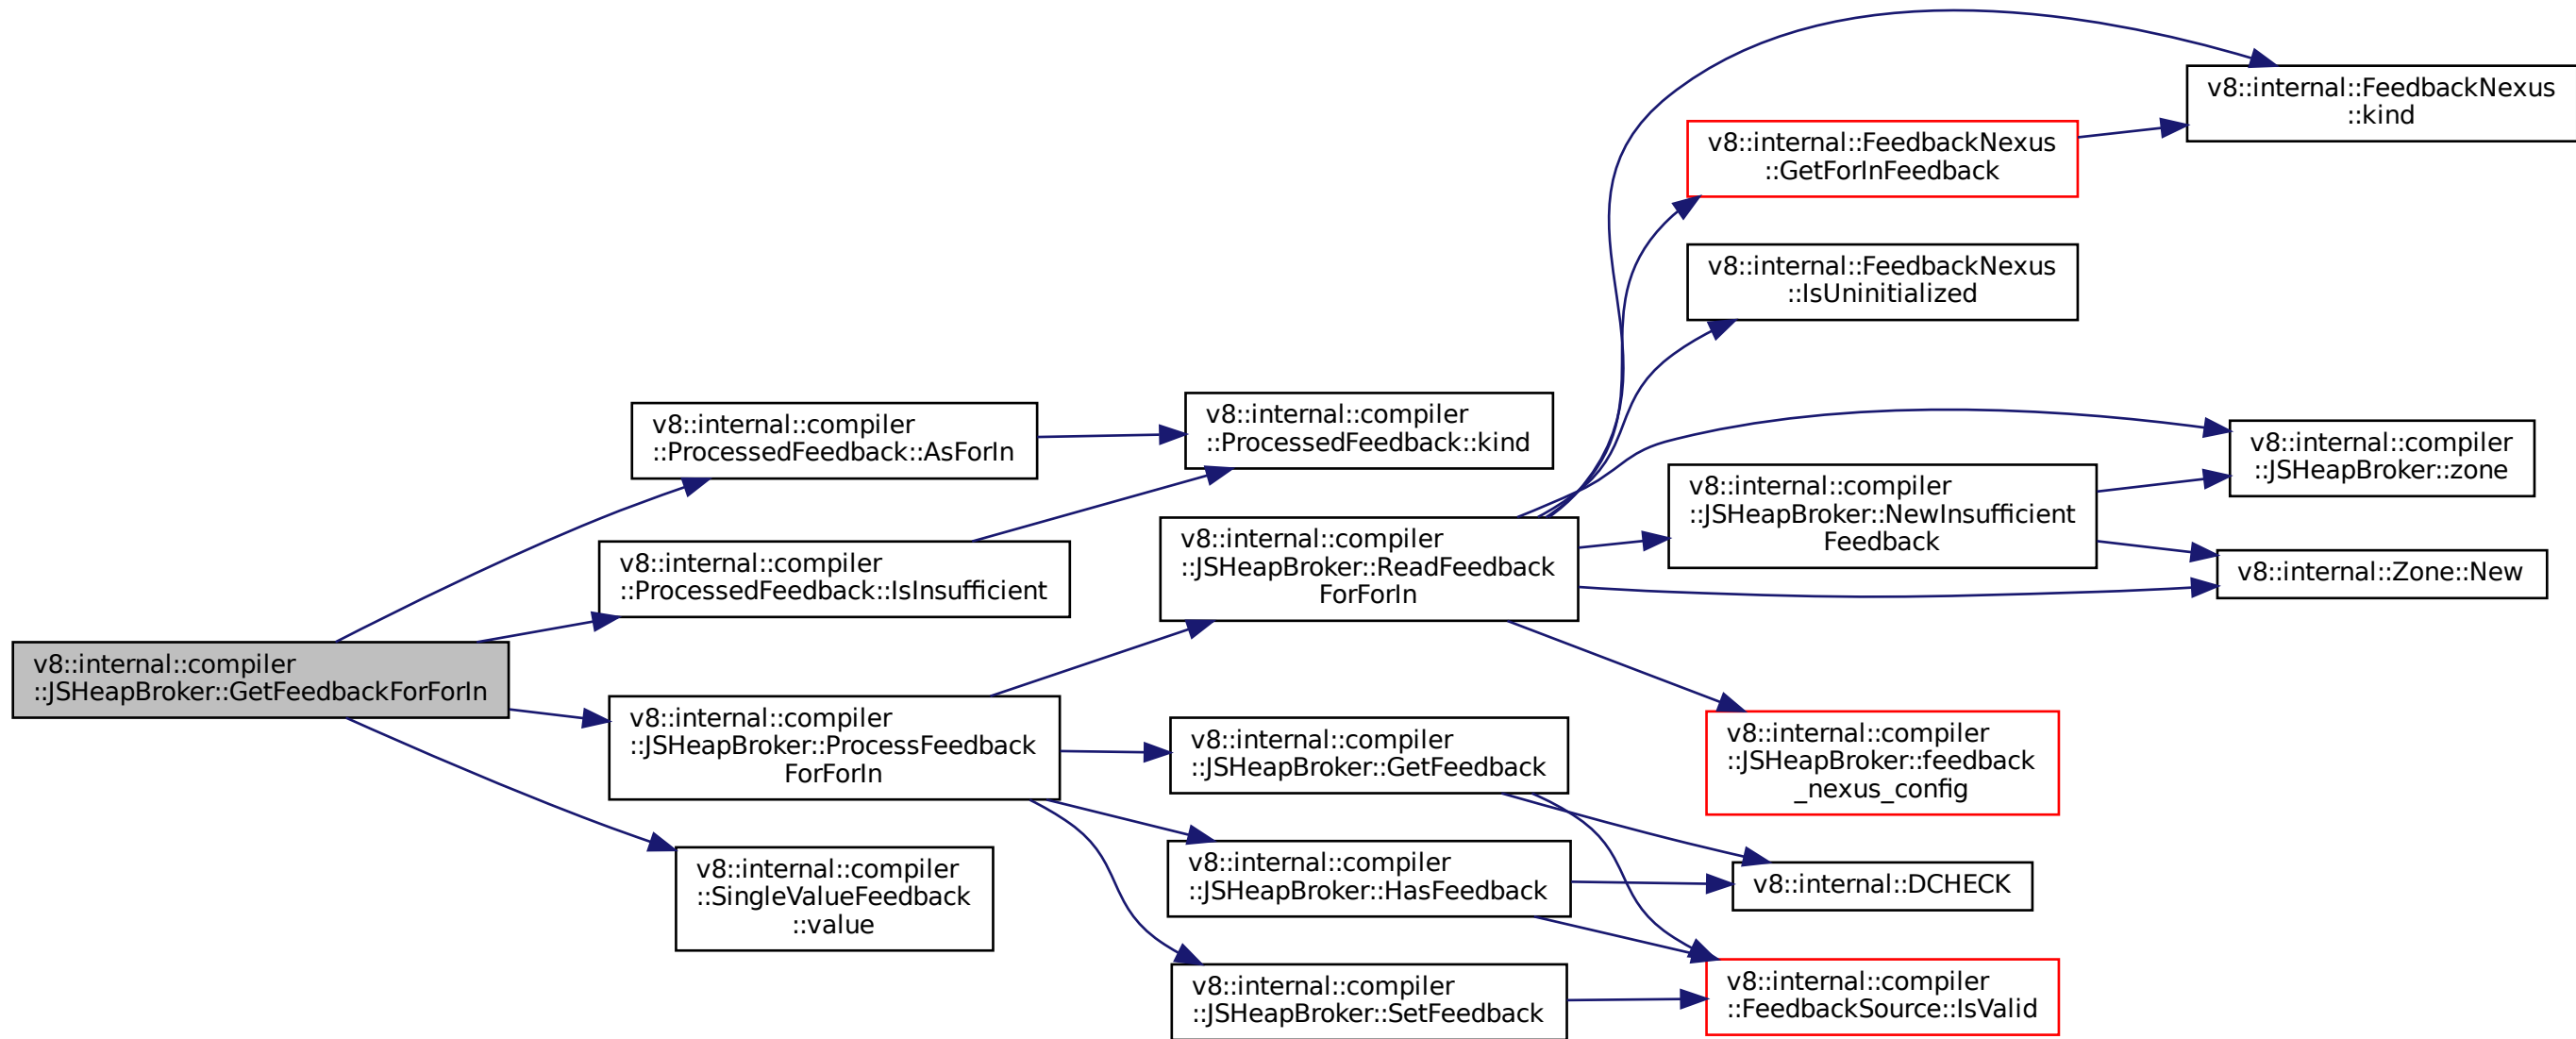 v8::internal::compiler
::JSHeapBroker::GetFeedbackForForIn
v8::internal::compiler
::ProcessedFeedback::AsForIn
v8::internal::compiler
::ProcessedFeedback::IsInsufficient
v8::internal::compiler
::JSHeapBroker::ProcessFeedback
ForForIn
v8::internal::compiler
::SingleValueFeedback
::value
v8::internal::compiler
::ProcessedFeedback::kind
v8::internal::compiler
::JSHeapBroker::ReadFeedback
ForForIn
v8::internal::compiler
::JSHeapBroker::GetFeedback
v8::internal::compiler
::JSHeapBroker::HasFeedback
v8::internal::compiler
::JSHeapBroker::SetFeedback
v8::internal::FeedbackNexus
::GetForInFeedback
v8::internal::FeedbackNexus
::IsUninitialized
v8::internal::compiler
::JSHeapBroker::NewInsufficient
Feedback
v8::internal::compiler
::JSHeapBroker::feedback
_nexus_config
v8::internal::DCHECK
v8::internal::compiler
::FeedbackSource::IsValid
v8::internal::FeedbackNexus
::kind
v8::internal::compiler
::JSHeapBroker::zone
v8::internal::Zone::New